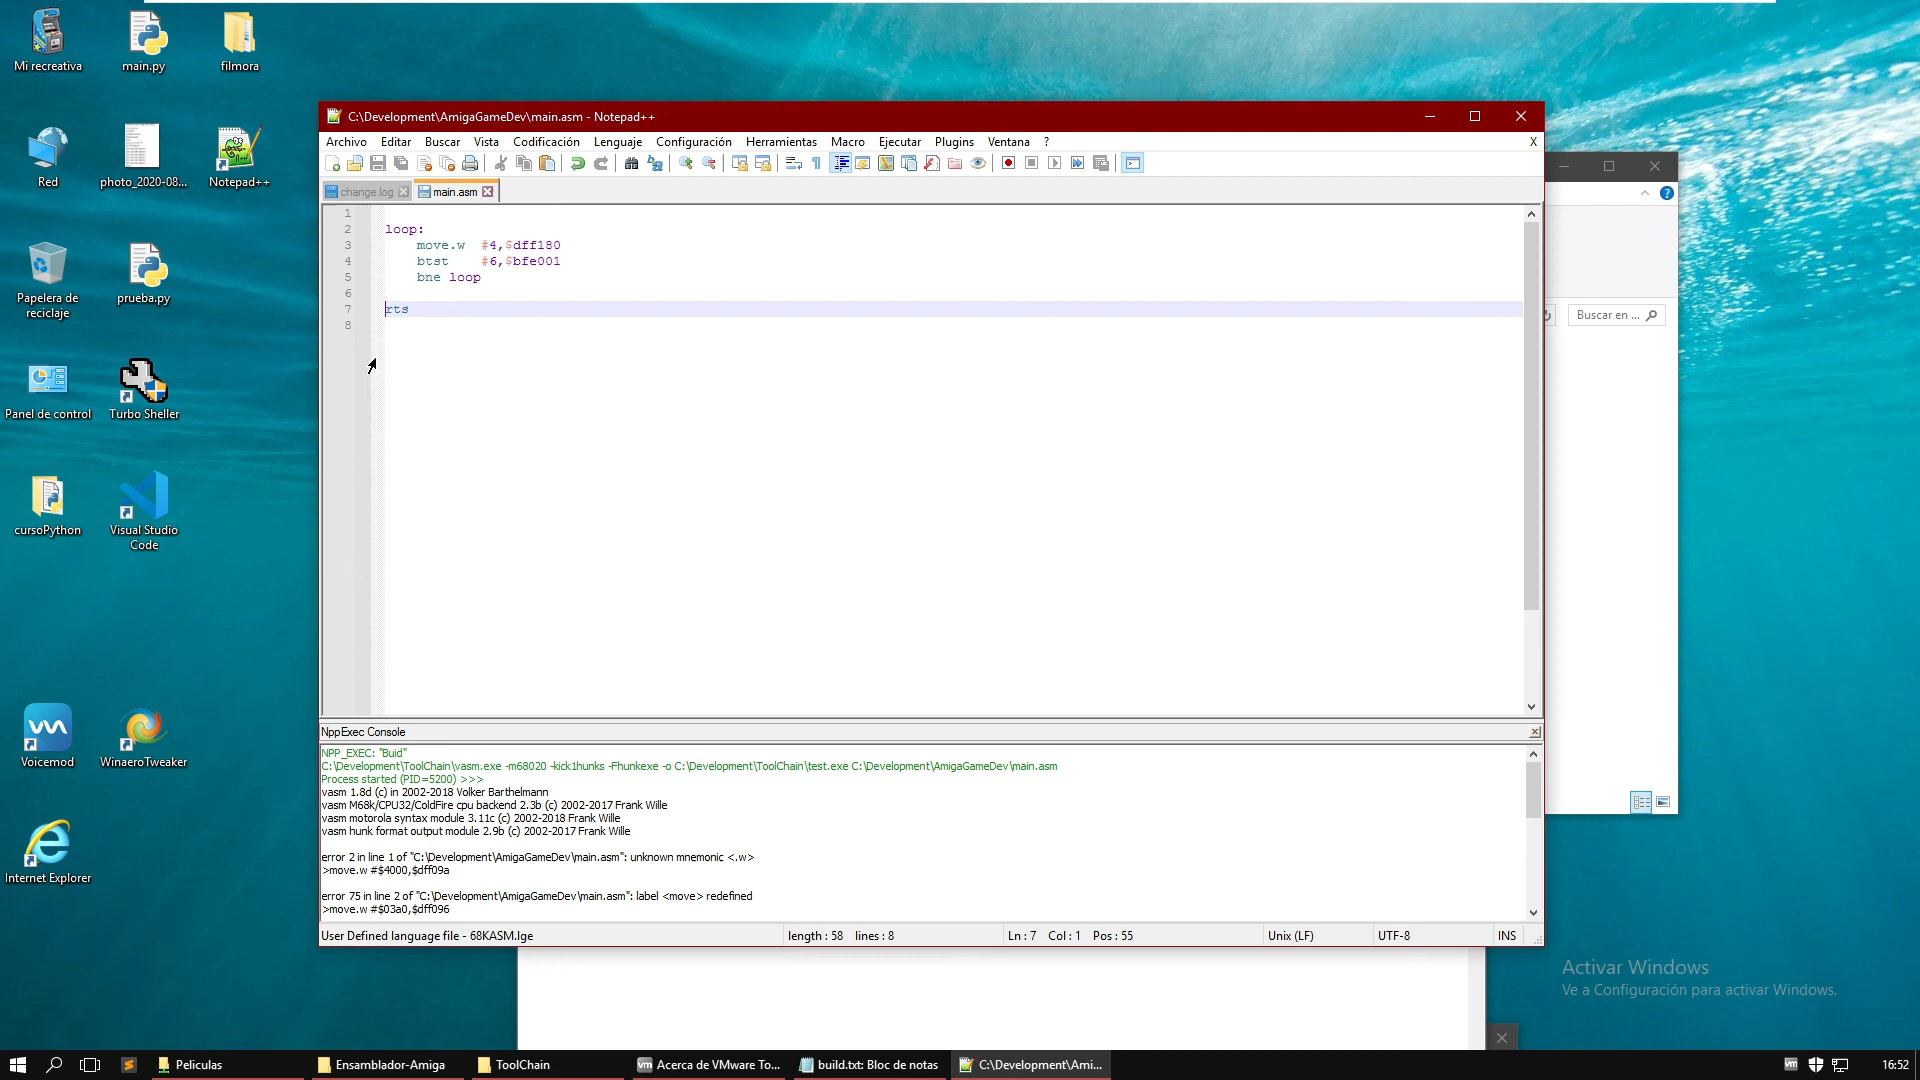 Mi recreativa
main.py
filmora
Red
photo_2020-08...
Notepad++
Papelera de
reciclaje
prueba.py
Panel de control
Turbo Sheller
cursoPython
Visual Studio
Code
Voicemod
WinaeroTweaker
Internet Explorer
C:\Development\AmigaGameDev\main.asm - Notepad++
Archivo Editar Buscar Vista Codificación Lenguaje Configuración Herramientas Macro Ejecutar Plugins Ventana ? X
change.log main.asm
1
2 loop:
3 move.w #4,$dff180
4 btst #6,$bfe001
5 bne loop
6
7 rts
8
Buscar en ...
NppExec Console
NPP_EXEC: "Buid"
C:\Development\ToolChain\vasm.exe -m68020 -kick1hunks -Fhunkexe -o C:\Development\ToolChain\test.exe C:\Development\AmigaGameDev\main.asm
Process started (PID=5200) >>>
vasm 1.8d (c) in 2002-2018 Volker Barthelmann
vasm M68k/CPU32/ColdFire cpu backend 2.3b (c) 2002-2017 Frank Wille
vasm motorola syntax module 3.11c (c) 2002-2018 Frank Wille
vasm hunk format output module 2.9b (c) 2002-2017 Frank Wille
error 2 in line 1 of "C:\Development\AmigaGameDev\main.asm": unknown mnemonic <.w>
>move.w #$4000,$dff09a
error 75 in line 2 of "C:\Development\AmigaGameDev\main.asm": label <move> redefined
>move.w #$03a0,$dff096
User Defined language file - 68KASM.lge length : 58 lines : 8 Ln : 7 Col : 1 Pos : 55 Unix (LF) UTF-8 INS
Activar Windows
Ve a Configuración para activar Windows.
Peliculas Ensamblador-Amiga ToolChain Acerca de VMware To... build.txt: Bloc de notas C:\Development\Ami... 16:52